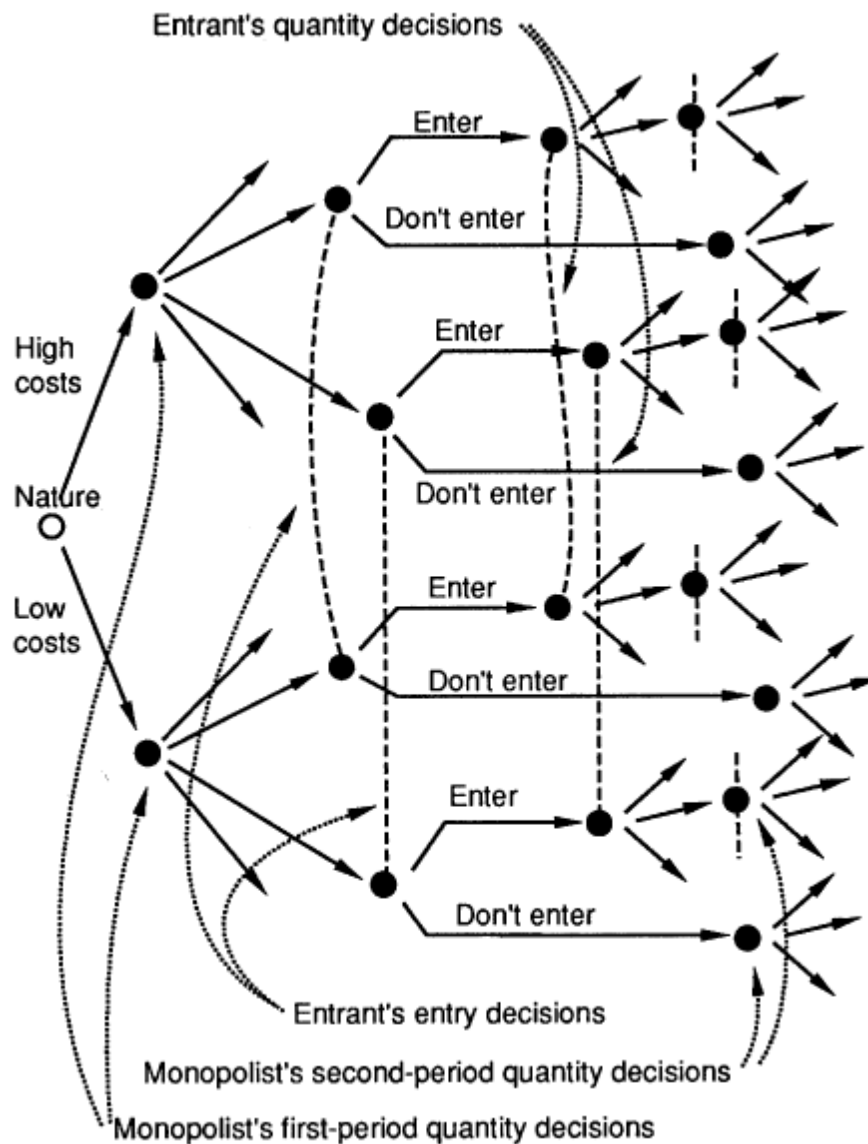 Entrant's quantity decisions
Enter
Don't enter
High
costs
Enter
Don't enter
Nature
Low
costs
Enter
Don't enter
Enter
Don't enter
Entrant's entry decisions
Monopolist's second-period quantity decisions
Monopolist's first-period quantity decisions